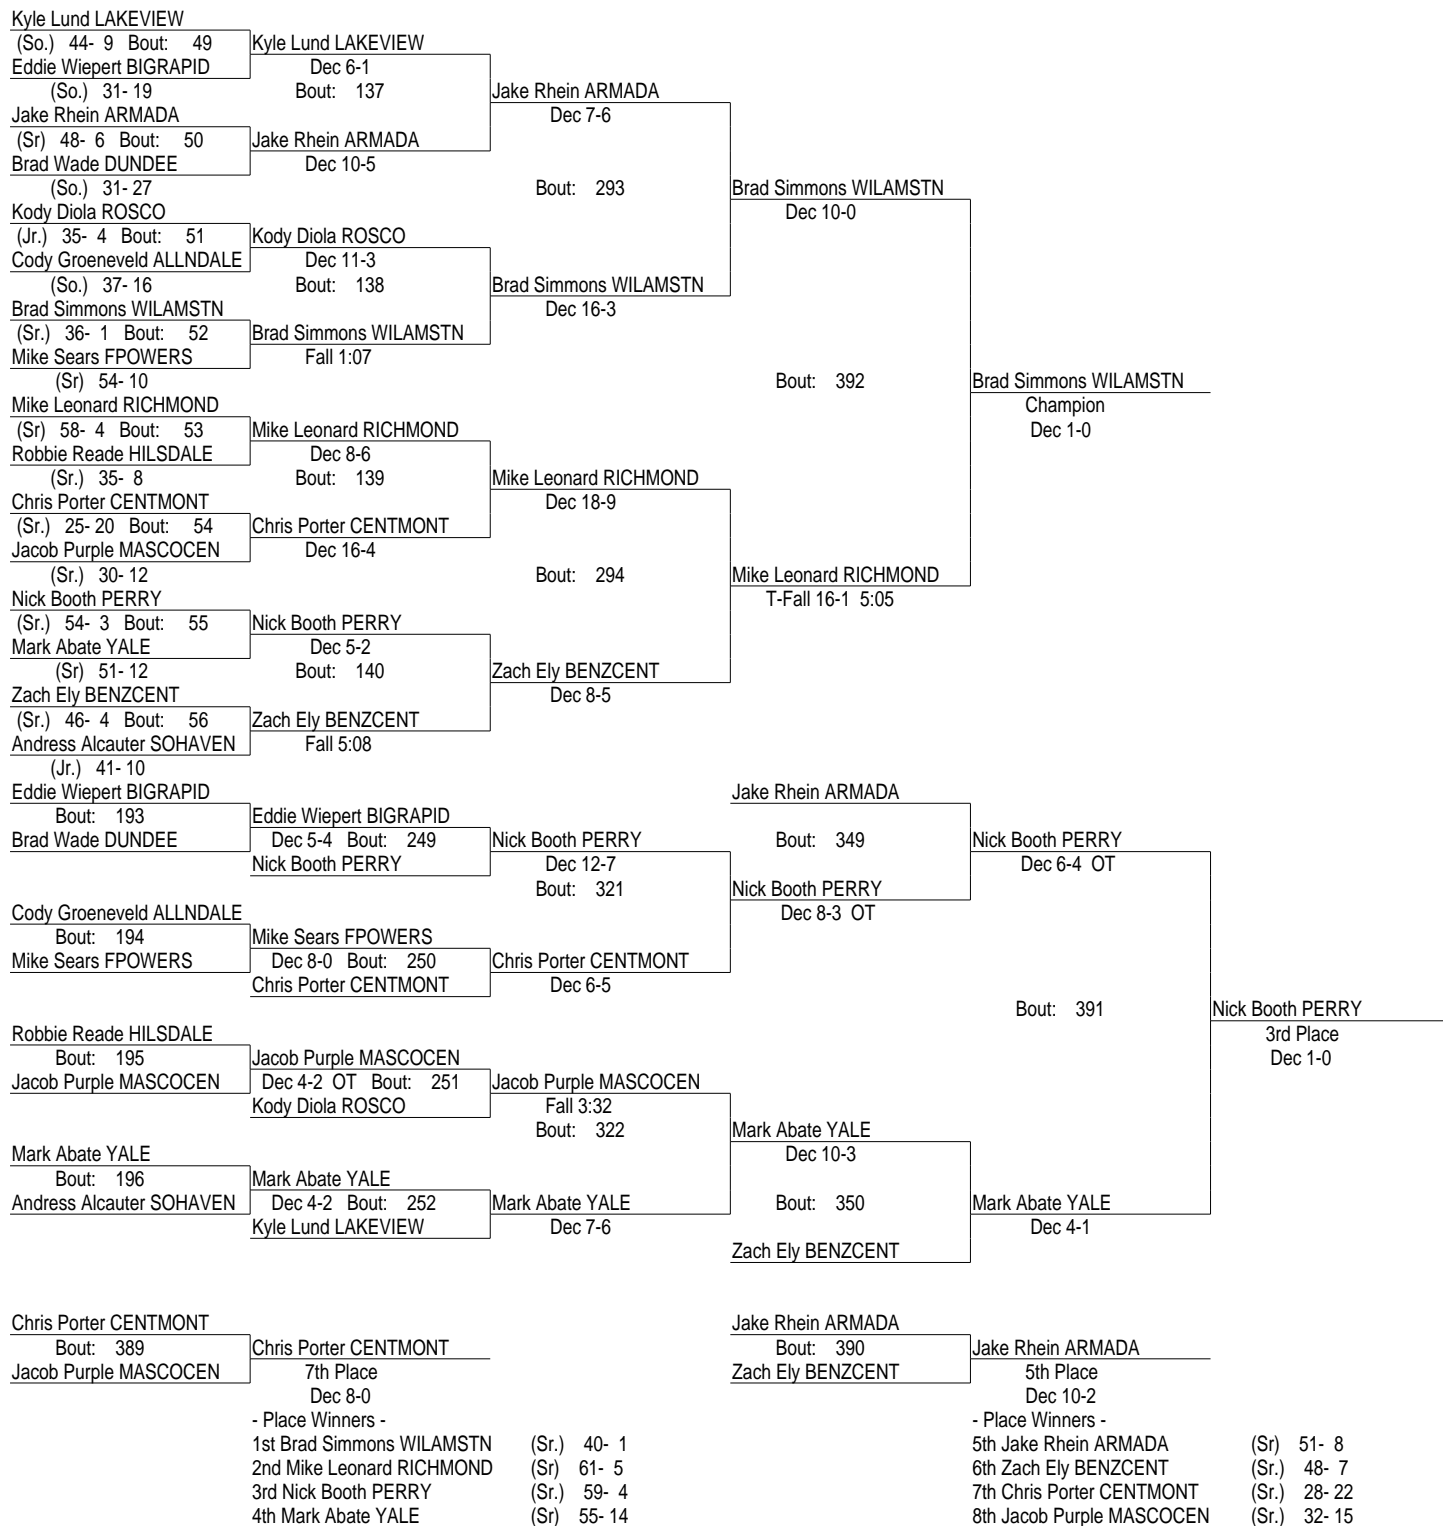 Kyle Lund LAKEVIEW
(So.) 44- 9 Bout: 49 Kyle Lund LAKEVIEW
Eddie Wiepert BIGRAPID Dec 6-1
(So.) 31- 19 Bout: 137 Jake Rhein ARMADA
Jake Rhein ARMADA Dec 7-6
(Sr) 48- 6 Bout: 50 Jake Rhein ARMADA
Brad Wade DUNDEE Dec 10-5
(So.) 31- 27 Bout: 293 Brad Simmons WILAMSTN
Kody Diola ROSCO Dec 10-0
(Jr.) 35- 4 Bout: 51 Kody Diola ROSCO
Cody Groeneveld ALLNDALE Dec 11-3
(So.) 37- 16 Bout: 138 Brad Simmons WILAMSTN
Brad Simmons WILAMSTN Dec 16-3
(Sr.) 36- 1 Bout: 52 Brad Simmons WILAMSTN
Mike Sears FPOWERS Fall 1:07
(Sr) 54- 10 Bout: 392 Brad Simmons WILAMSTN
Mike Leonard RICHMOND Champion
(Sr) 58- 4 Bout: 53 Mike Leonard RICHMOND Dec 1-0
Robbie Reade HILSDALE Dec 8-6
(Sr.) 35- 8 Bout: 139 Mike Leonard RICHMOND
Chris Porter CENTMONT Dec 18-9
(Sr.) 25- 20 Bout: 54 Chris Porter CENTMONT
Jacob Purple MASCOCEN Dec 16-4
(Sr.) 30- 12 Bout: 294 Mike Leonard RICHMOND
Nick Booth PERRY T-Fall 16-1 5:05
(Sr.) 54- 3 Bout: 55 Nick Booth PERRY
Mark Abate YALE Dec 5-2
(Sr) 51- 12 Bout: 140 Zach Ely BENZCENT
Zach Ely BENZCENT Dec 8-5
(Sr.) 46- 4 Bout: 56 Zach Ely BENZCENT
Andress Alcauter SOHAVEN Fall 5:08
(Jr.) 41- 10
Eddie Wiepert BIGRAPID Jake Rhein ARMADA
Bout: 193 Eddie Wiepert BIGRAPID
Brad Wade DUNDEE Dec 5-4 Bout: 249 Nick Booth PERRY Bout: 349 Nick Booth PERRY
Nick Booth PERRY Dec 12-7 Dec 6-4 OT
Bout: 321 Nick Booth PERRY
Cody Groeneveld ALLNDALE Dec 8-3 OT
Bout: 194 Mike Sears FPOWERS
Mike Sears FPOWERS Dec 8-0 Bout: 250 Chris Porter CENTMONT
Chris Porter CENTMONT Dec 6-5
Bout: 391 Nick Booth PERRY
Robbie Reade HILSDALE 3rd Place
Bout: 195 Jacob Purple MASCOCEN Dec 1-0
Jacob Purple MASCOCEN Dec 4-2 OT Bout: 251 Jacob Purple MASCOCEN
Kody Diola ROSCO Fall 3:32
Bout: 322 Mark Abate YALE
Mark Abate YALE Dec 10-3
Bout: 196 Mark Abate YALE
Andress Alcauter SOHAVEN Dec 4-2 Bout: 252 Mark Abate YALE Bout: 350 Mark Abate YALE
Kyle Lund LAKEVIEW Dec 7-6 Dec 4-1
Zach Ely BENZCENT
Chris Porter CENTMONT Jake Rhein ARMADA
Bout: 389 Chris Porter CENTMONT Bout: 390 Jake Rhein ARMADA
Jacob Purple MASCOCEN 7th Place Zach Ely BENZCENT 5th Place
Dec 8-0 Dec 10-2
- Place Winners - - Place Winners -
1st Brad Simmons WILAMSTN (Sr.) 40- 1 5th Jake Rhein ARMADA (Sr) 51- 8
2nd Mike Leonard RICHMOND (Sr) 61- 5 6th Zach Ely BENZCENT (Sr.) 48- 7
3rd Nick Booth PERRY (Sr.) 59- 4 7th Chris Porter CENTMONT (Sr.) 28- 22
4th Mark Abate YALE (Sr) 55- 14 8th Jacob Purple MASCOCEN (Sr.) 32- 15